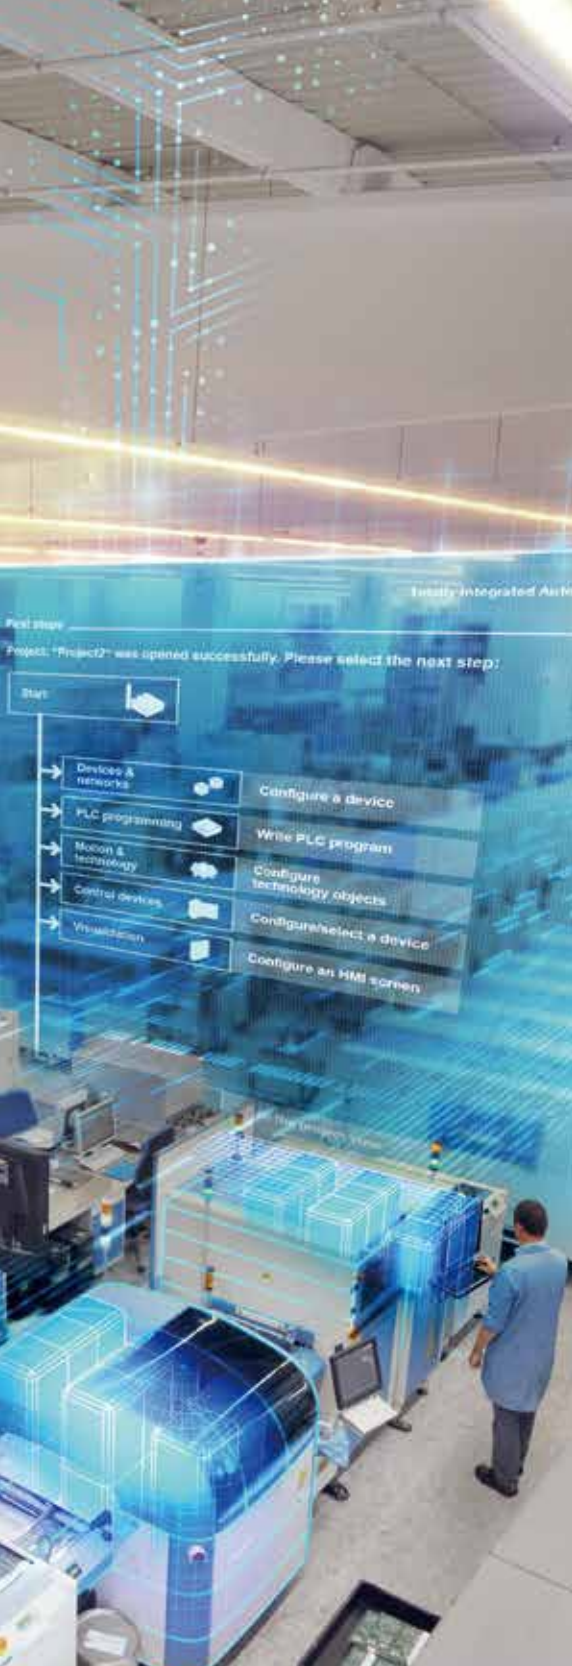 Totally Integrated Auto
Next steps
Project: "Project2" was opened successfully. Please select the next step:
Start
Devices &
networks
Configure a device
PLC programming
Write PLC program
Motion &
technology
Configure
technology objects
Control devices
Configure/select a device
Visualization
Configure an HMI screen